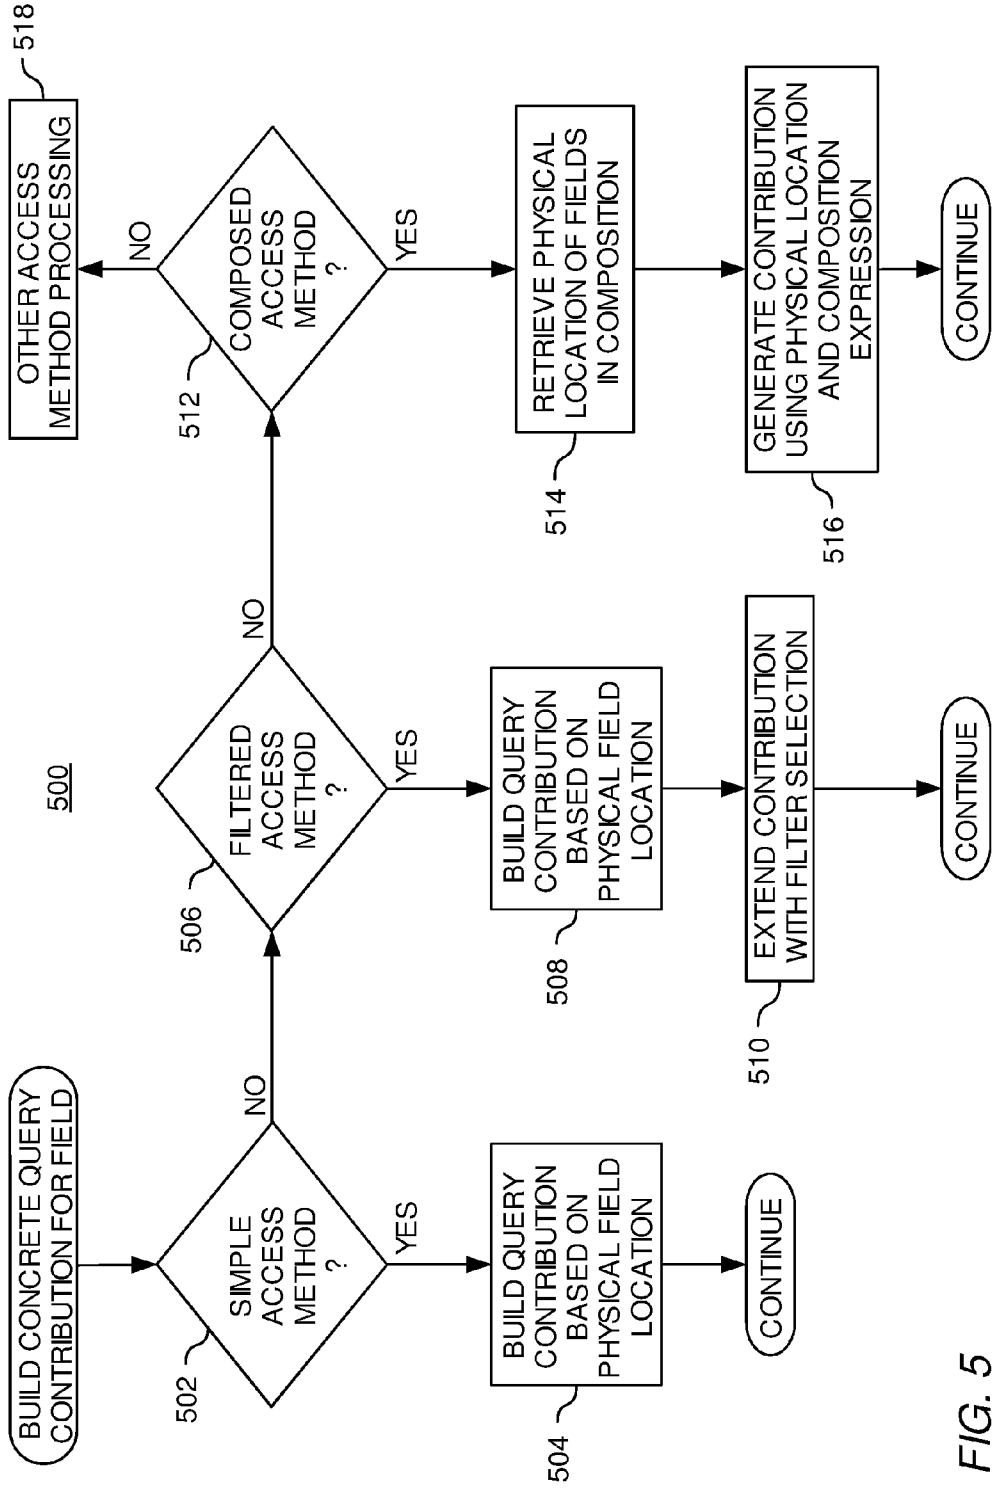 500
BUILD CONCRETE QUERY
CONTRIBUTION FOR FIELD
SIMPLE
ACCESS
METHOD
?
502
NO
YES
BUILD QUERY
CONTRIBUTION
BASED ON
PHYSICAL FIELD
LOCATION
504
CONTINUE
FILTERED
ACCESS
METHOD
?
506
NO
YES
BUILD QUERY
CONTRIBUTION
BASED ON
PHYSICAL FIELD
LOCATION
508
EXTEND CONTRIBUTION
WITH FILTER SELECTION
510
CONTINUE
COMPOSED
ACCESS
METHOD
?
512
NO
OTHER ACCESS
METHOD PROCESSING
518
YES
RETRIEVE PHYSICAL
LOCATION OF FIELDS
IN COMPOSITION
514
GENERATE CONTRIBUTION
USING PHYSICAL LOCATION
AND COMPOSITION
EXPRESSION
516
CONTINUE
FIG. 5